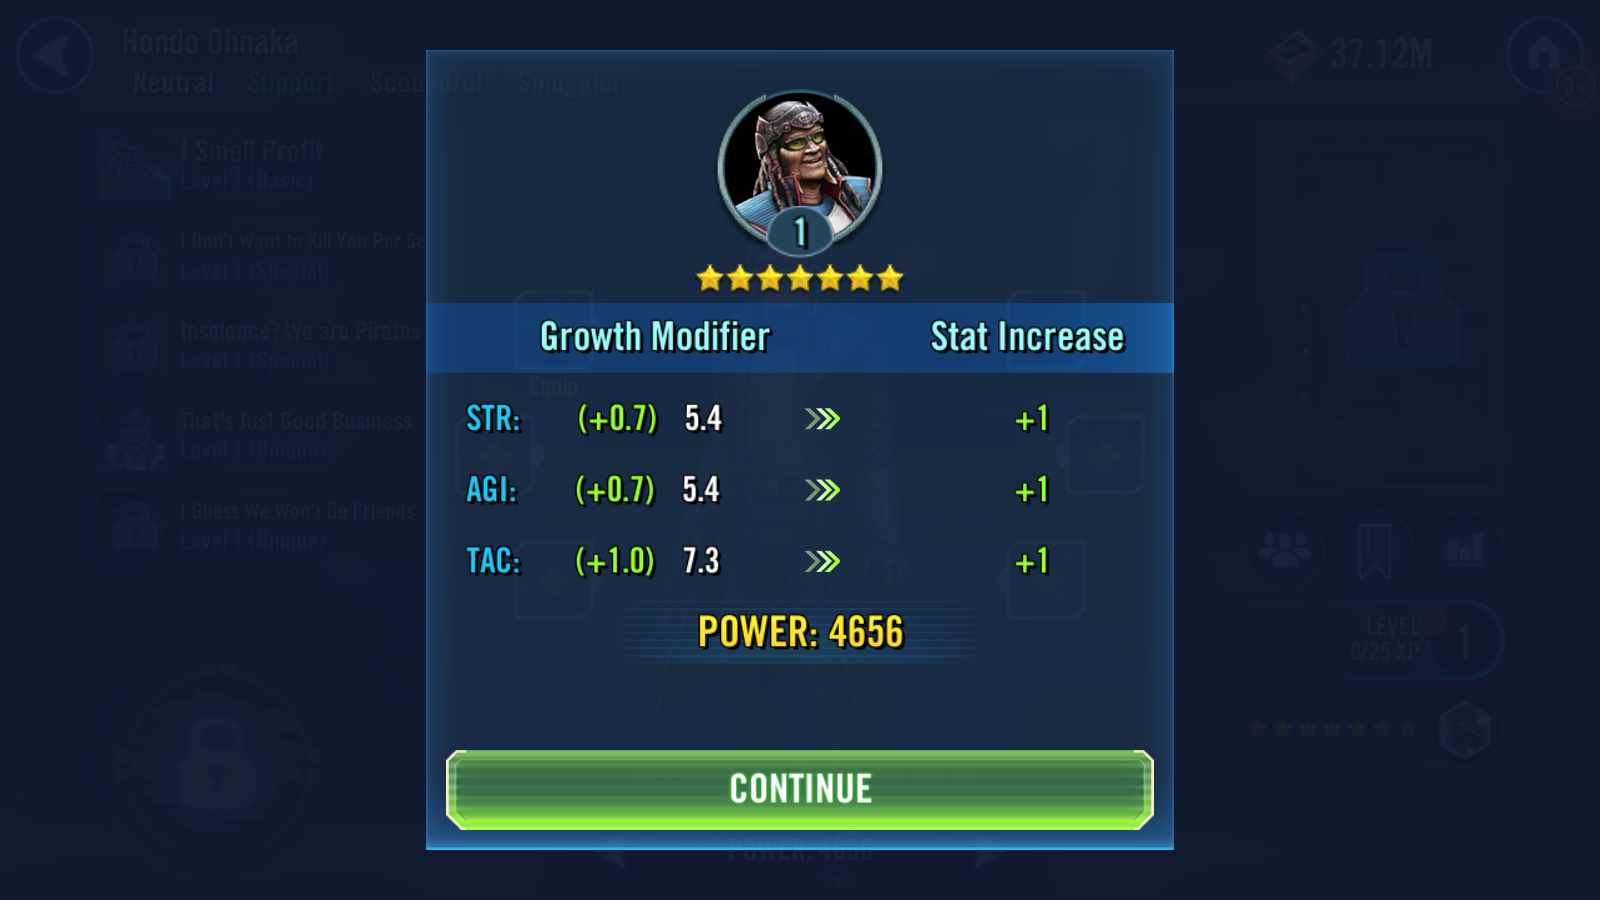 Hondo Ohnaka
Neutral Support Scoundrel Smuggler
37.12M
3+
I Smell Profit
Level 1 (Basic)
I Don't Want to Kill You Per Se
Level 1 (Special)
Insolence? We are Pirates
Level 1 (Special)
That's Just Good Business
Level 1 (Unique)
I Guess We Won't Be Friends
Level 1 (Unique)
1
Growth Modifier Stat Increase
Equip
STR: (+0.7) 5.4 +1
AGI: (+0.7) 5.4 +1
TAC: (+1.0) 7.3 +1
POWER: 4656
LEVEL
0/25 XP
1
CONTINUE
POWER: 4656